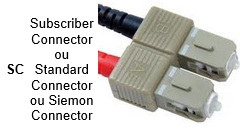 Subscriber
Connector
ou
SC Standard
Connector
ou Siemon
Connector
A
B